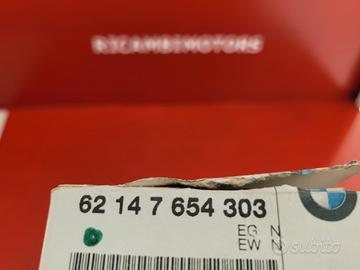 RICAMBIMOTORS
62 14 7 654 303
EG N
EW N
subito